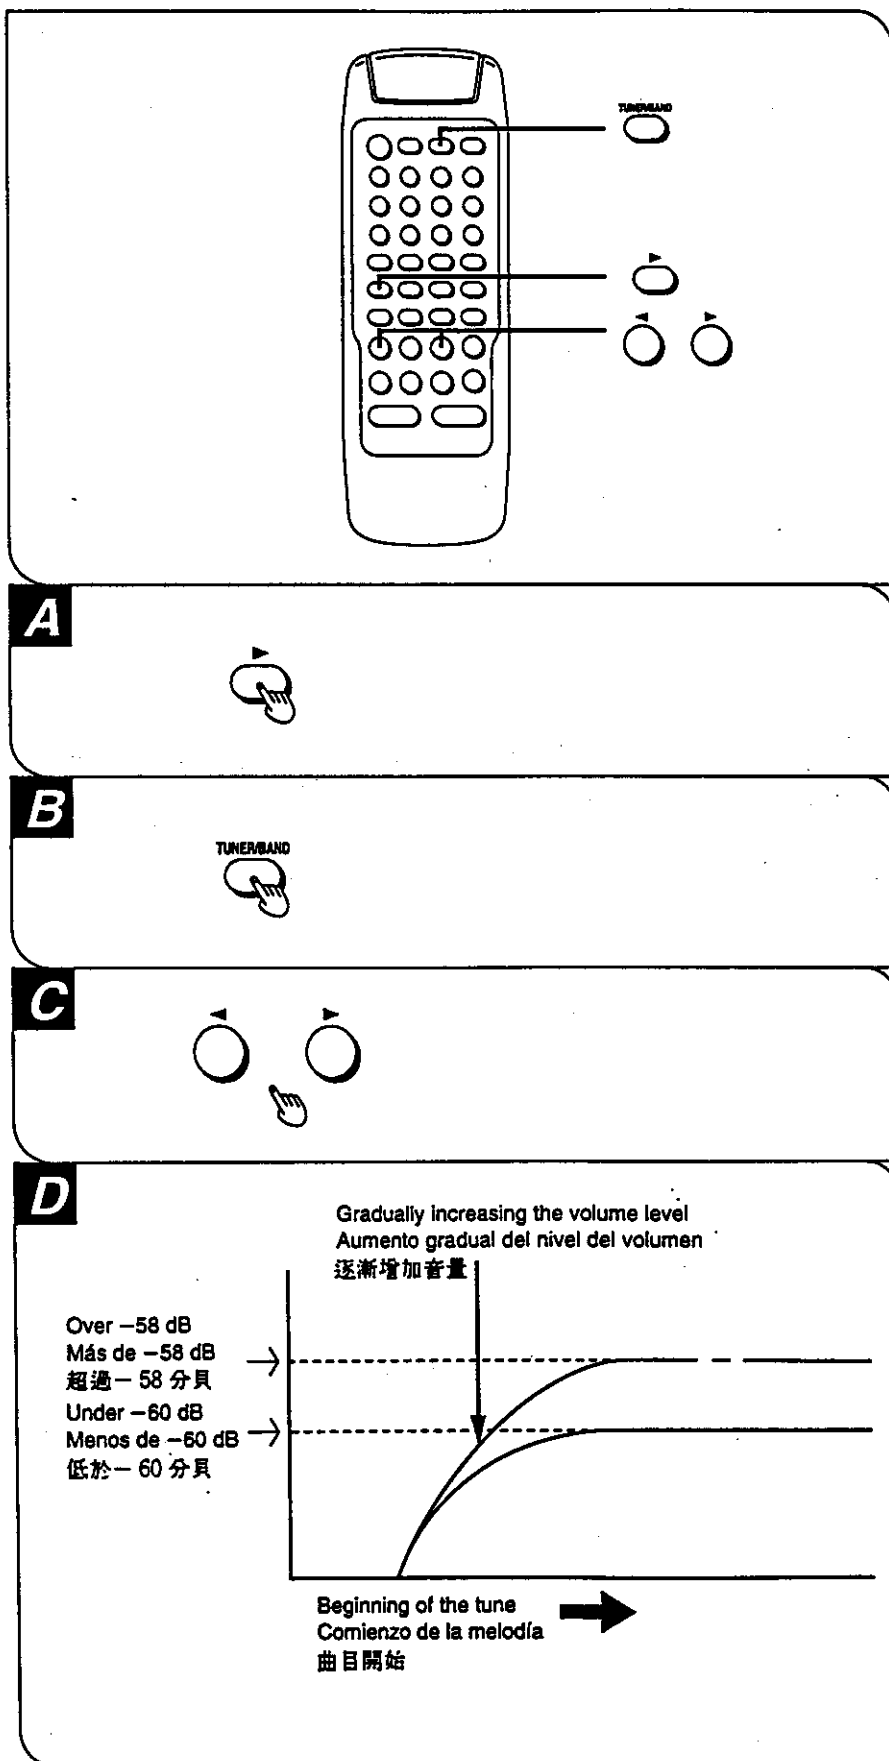 TUNER/BAND
A
B
TUNER/BAND
C
D
Gradually increasing the volume level
Aumento gradual del nivel del volumen
逐漸增加音量
Over −58 dB
Más de −58 dB
超過− 58 分貝
Under −60 dB
Menos de −60 dB
低於− 60 分貝
Beginning of the tune
Comienzo de la melodía
曲目開始